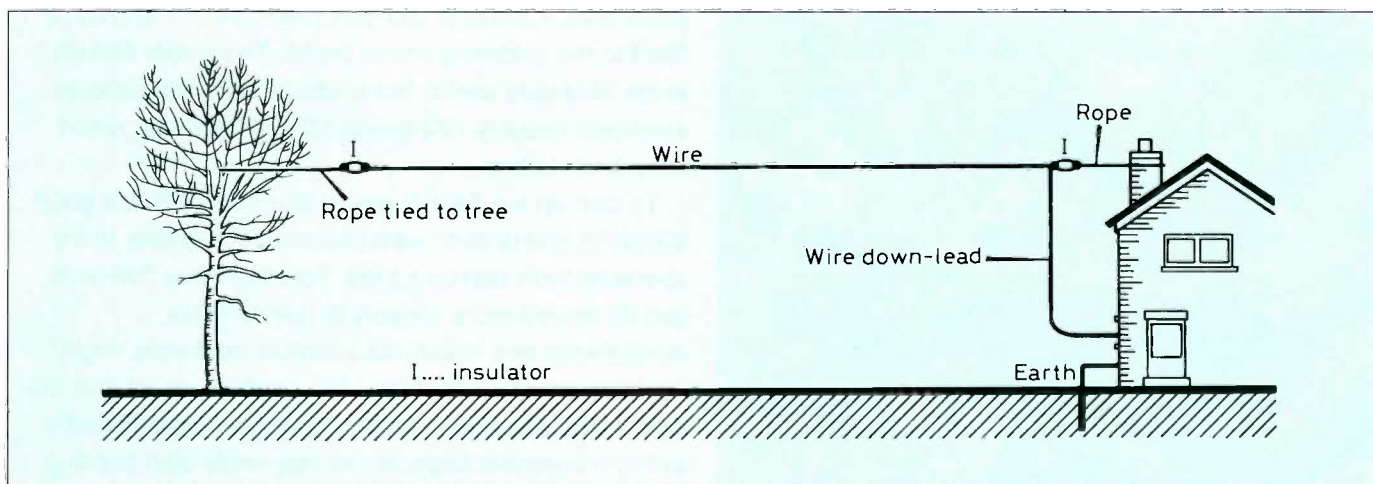 Rope
I
Wire
I
Rope tied to tree
Wire down-lead
I.... insulator
Earth